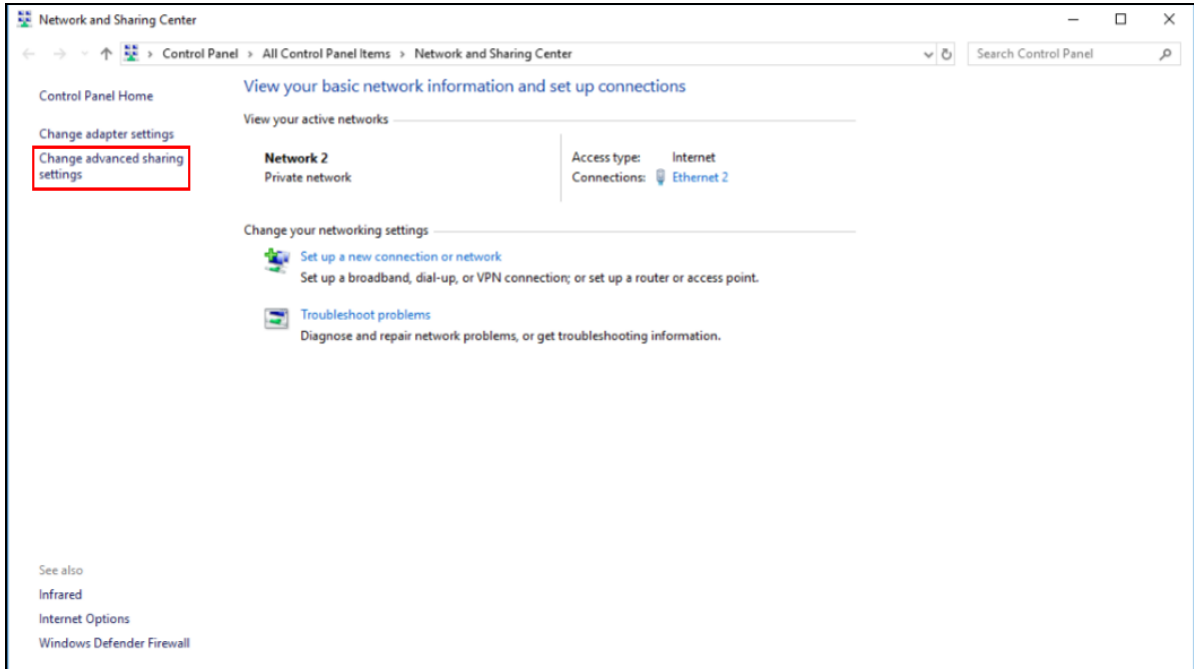 Network and Sharing Center
Control Panel > All Control Panel Items > Network and Sharing Center
Search Control Panel
Control Panel Home
Change adapter settings
Change advanced sharing
settings
View your basic network information and set up connections
View your active networks
Network 2
Private network
Access type: Internet
Connections: Ethernet 2
Change your networking settings
Set up a new connection or network
Set up a broadband, dial-up, or VPN connection; or set up a router or access point.
Troubleshoot problems
Diagnose and repair network problems, or get troubleshooting information.
See also
Infrared
Internet Options
Windows Defender Firewall